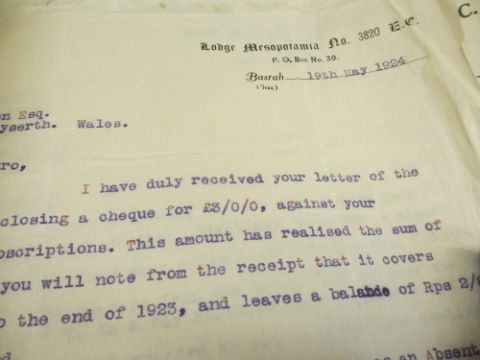 Lodge Mesopotamia No. 3820 E.C.
P. O. Box No. 30.
Basrah 19th May 1924
(Iraq)
C.
n Esq.
yserth. Wales.
ro,
I have duly received your letter of the
closing a cheque for £3/0/0, against your
bscriptions. This amount has realised the sum of
you will note from the receipt that it covers
o the end of 1923, and leaves a balance of Rps 2/
an Absent